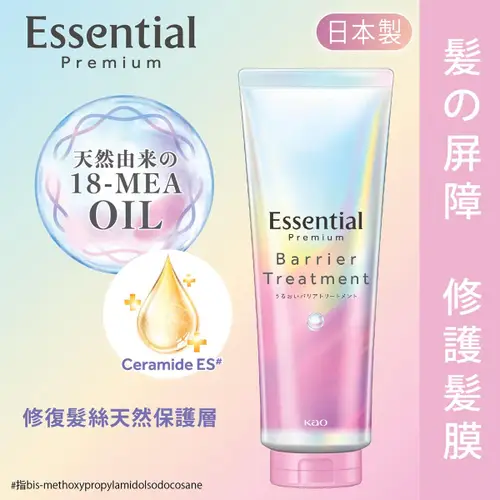 Essential
Premium
日本製
髮の屏障 修護髮膜
天然由来の
18-MEA
OIL
Ceramide ES#
修復髮絲天然保護層
#指bis-methoxypropylamidolsodocosane
Essential
Premium
Barrier
Treatment
うるおいバリアトリートメント
Kao